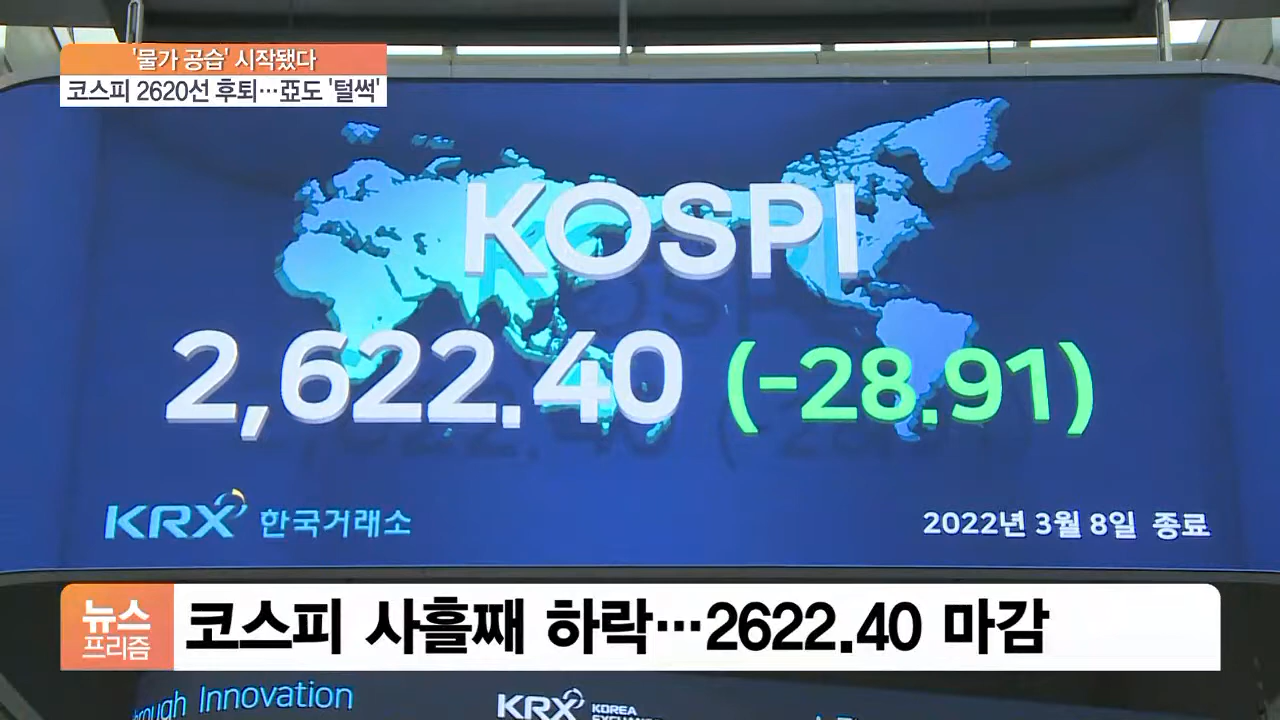 '물가 공습' 시작됐다
코스피 2620선 후퇴…亞도 '털썩'
KOSPI
2,622.40 (-28.91)
KRX 한국거래소
2022년 3월 8일 종료
뉴스
프리즘
코스피 사흘째 하락…2622.40 마감
through Innovation
KRX KOREA